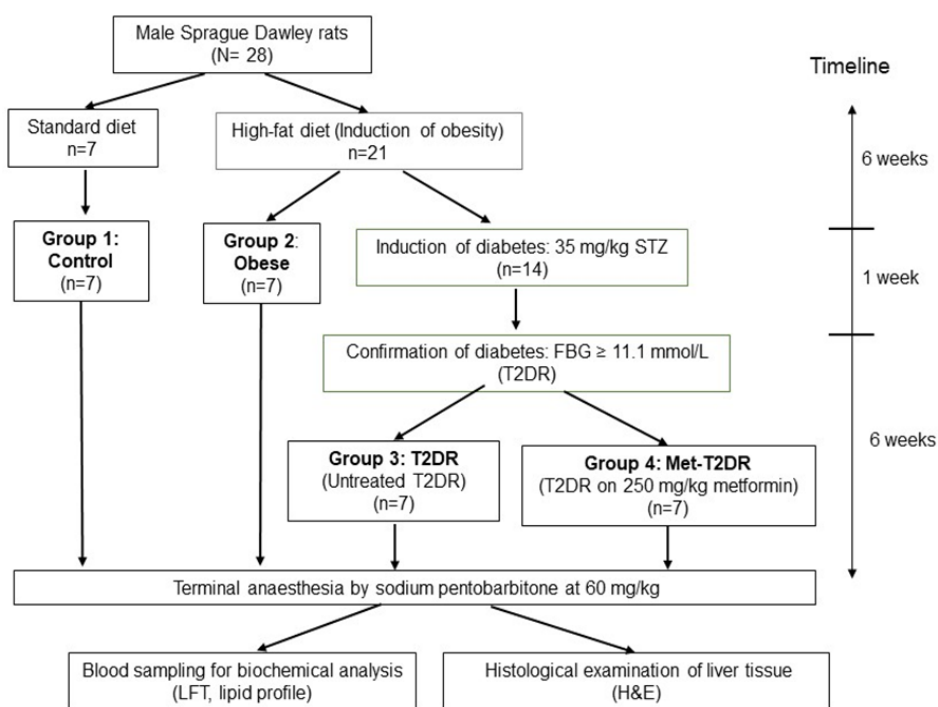 Male Sprague Dawley rats
(N= 28)
Timeline
Standard diet
n=7
High-fat diet (Induction of obesity)
n=21
6 weeks
Group 1:
Control
(n=7)
Group 2:
Obese
(n=7)
Induction of diabetes: 35 mg/kg STZ
(n=14)
1 week
Confirmation of diabetes: FBG ≥ 11.1 mmol/L
(T2DR)
6 weeks
Group 3: T2DR
(Untreated T2DR)
(n=7)
Group 4: Met-T2DR
(T2DR on 250 mg/kg metformin)
(n=7)
Terminal anaesthesia by sodium pentobarbitone at 60 mg/kg
Blood sampling for biochemical analysis
(LFT, lipid profile)
Histological examination of liver tissue
(H&E)